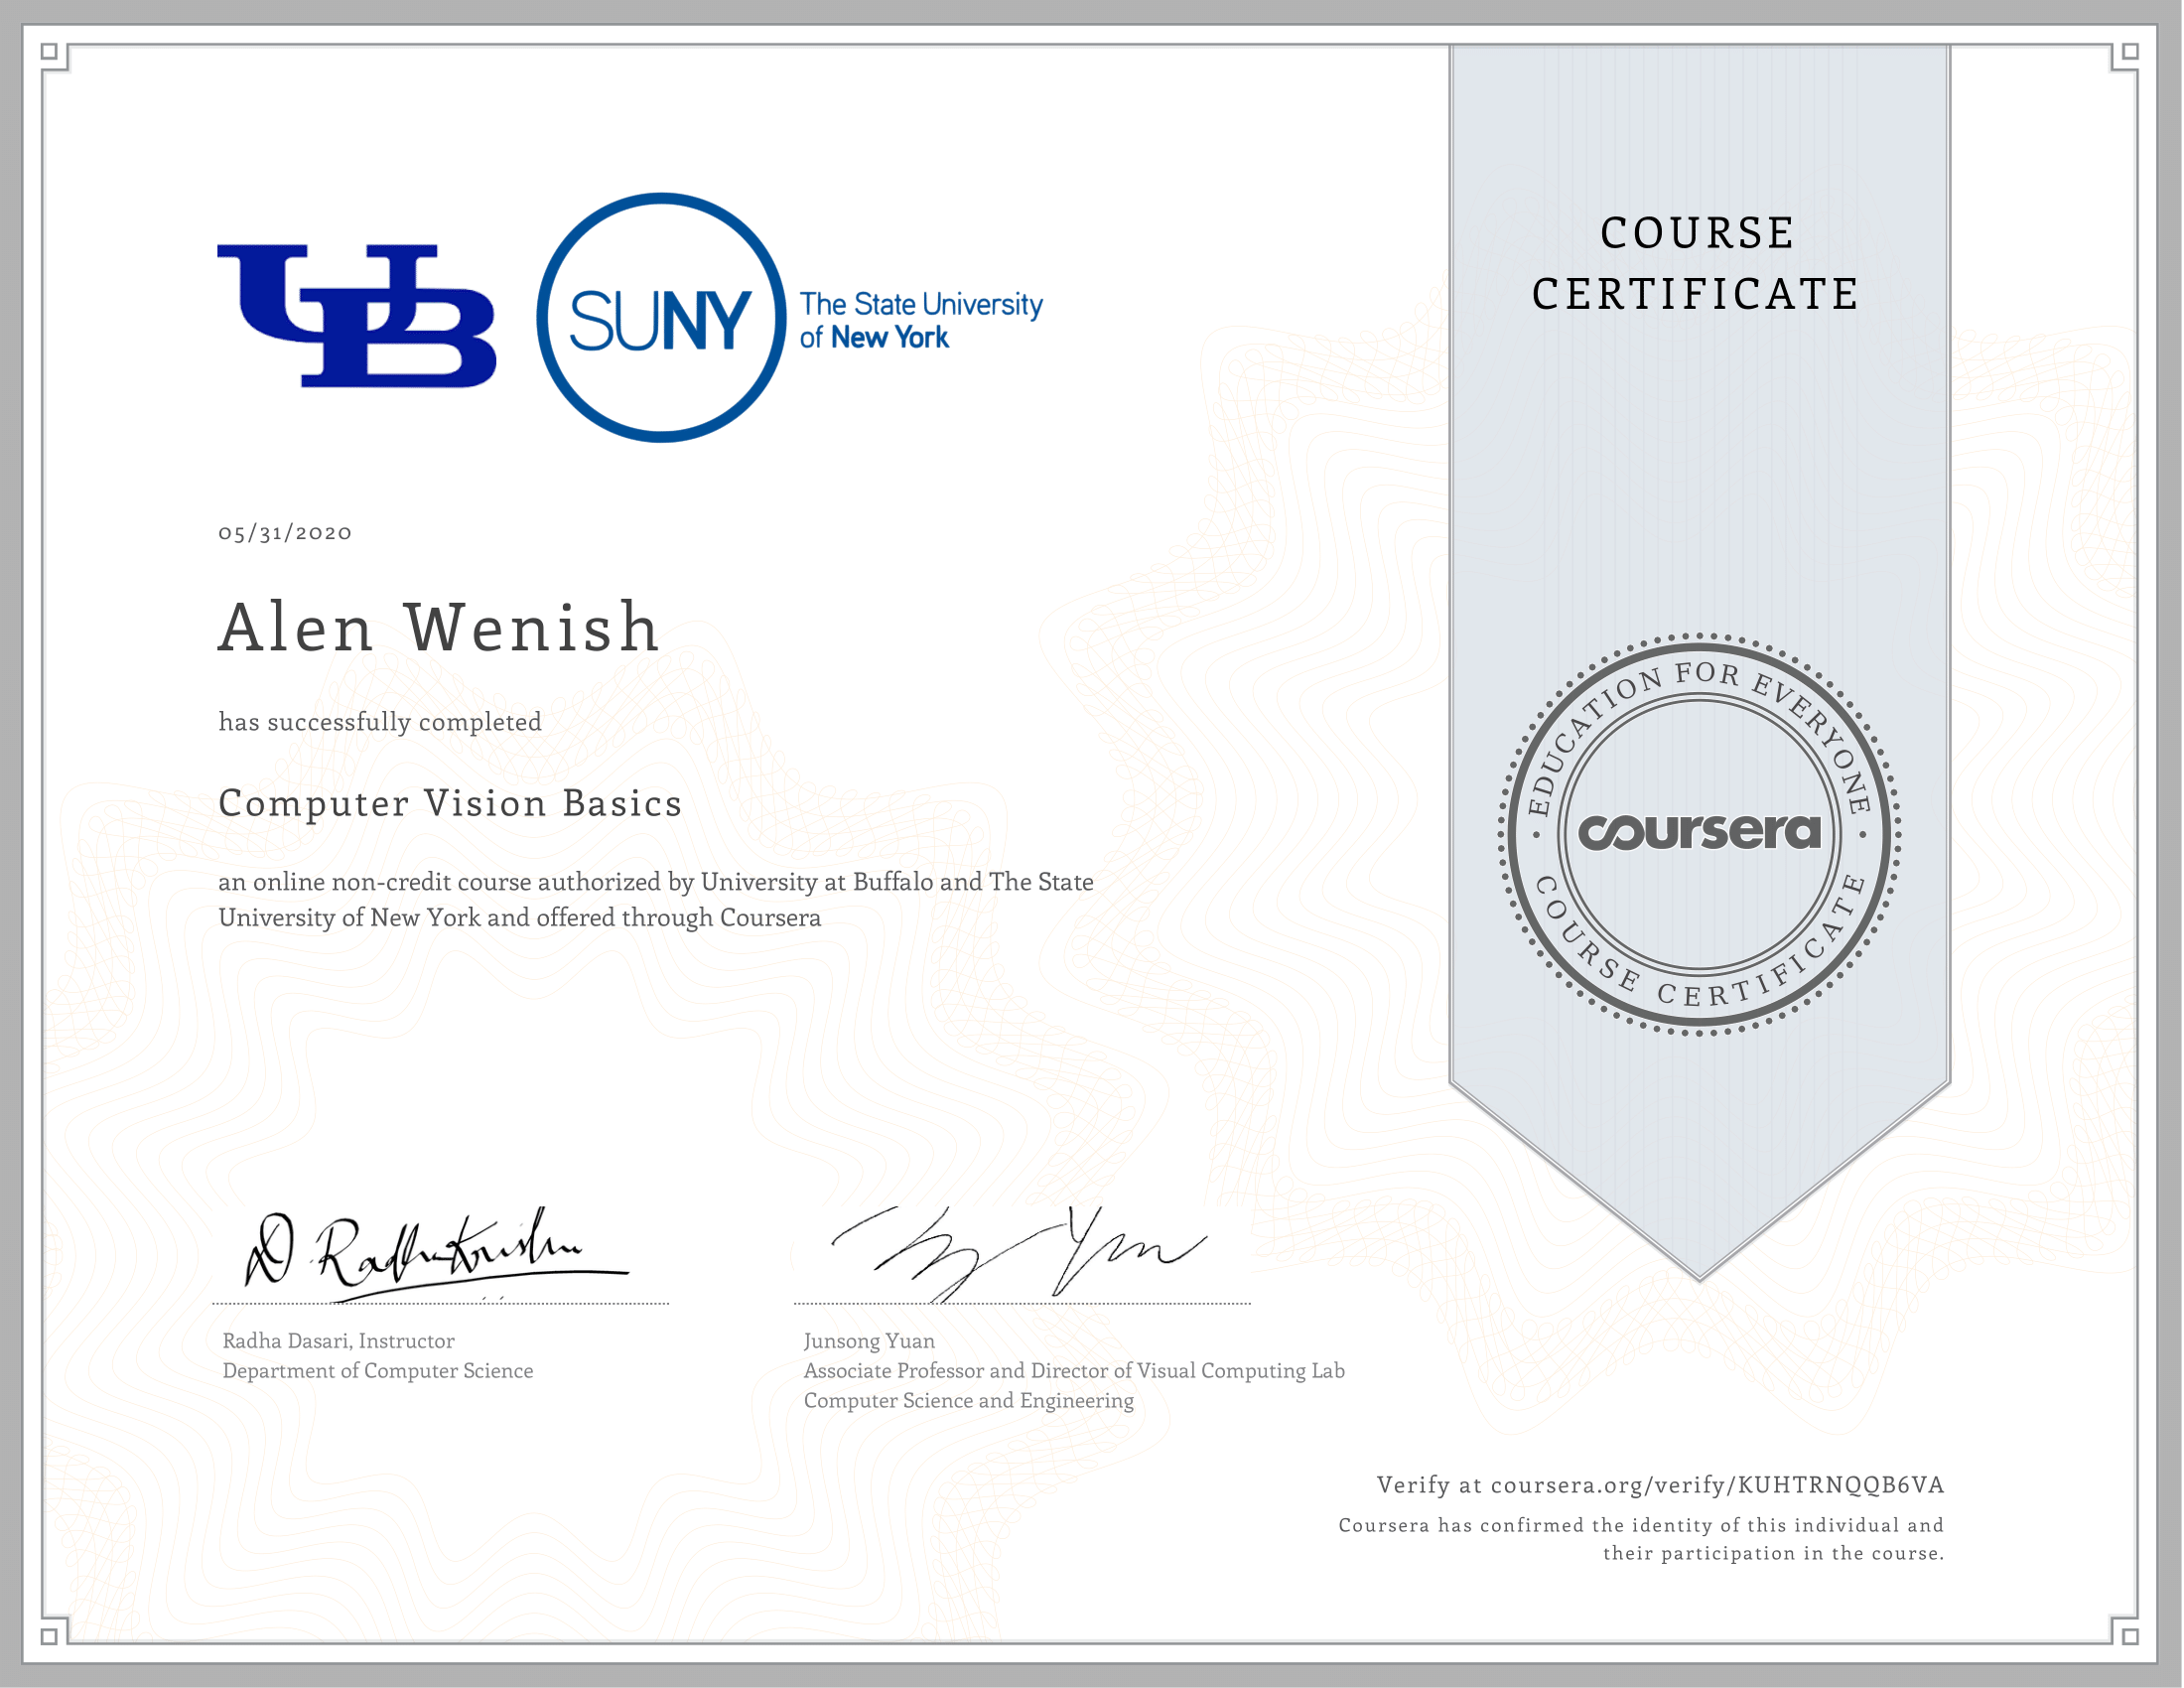 UB
SUNY
The State University
of New York
COURSE
CERTIFICATE
05/31/2020
Alen Wenish
has successfully completed
Computer Vision Basics
an online non-credit course authorized by University at Buffalo and The State
University of New York and offered through Coursera
EDUCATION FOR EVERYONE
coursera
COURSE CERTIFICATE
D. Radhakrishna
Radha Dasari, Instructor
Department of Computer Science
Junsong Yuan
Associate Professor and Director of Visual Computing Lab
Computer Science and Engineering
Verify at coursera.org/verify/KUHTRNQQB6VA
Coursera has confirmed the identity of this individual and
their participation in the course.